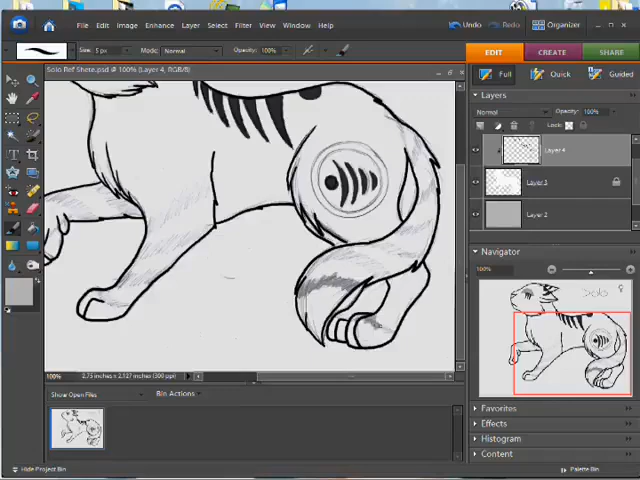 File Edit Image Enhance Layer Select Filter View Window Help Undo Redo Organizer
Size: 5 px Mode: Normal Opacity: 100% EDIT CREATE SHARE
Solo Ref Shete.psd @ 100% (Layer 4, RGB/8) Full Quick Guided
Layers
Normal Opacity: 100%
Lock:
Layer 4
Layer 3
Layer 2
Navigator
100%
Solo
100% 2.75 inches x 2.127 inches (300 ppi)
Show Open Files Bin Actions
Favorites
Effects
Histogram
Content
Hide Project Bin Palette Bin